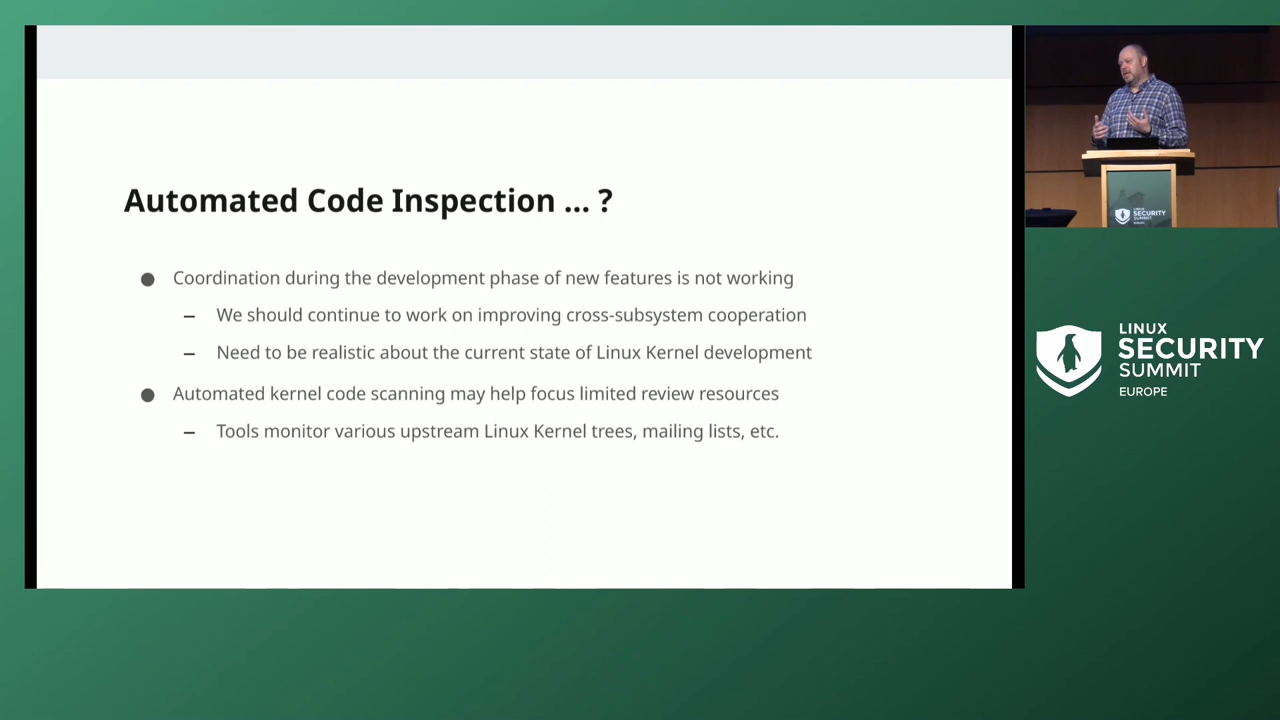 Automated Code Inspection ... ?
● Coordination during the development phase of new features is not working
– We should continue to work on improving cross-subsystem cooperation
– Need to be realistic about the current state of Linux Kernel development
● Automated kernel code scanning may help focus limited review resources
– Tools monitor various upstream Linux Kernel trees, mailing lists, etc.
LINUX
SECURITY
SUMMIT
LINUX
SECURITY
SUMMIT
EUROPE